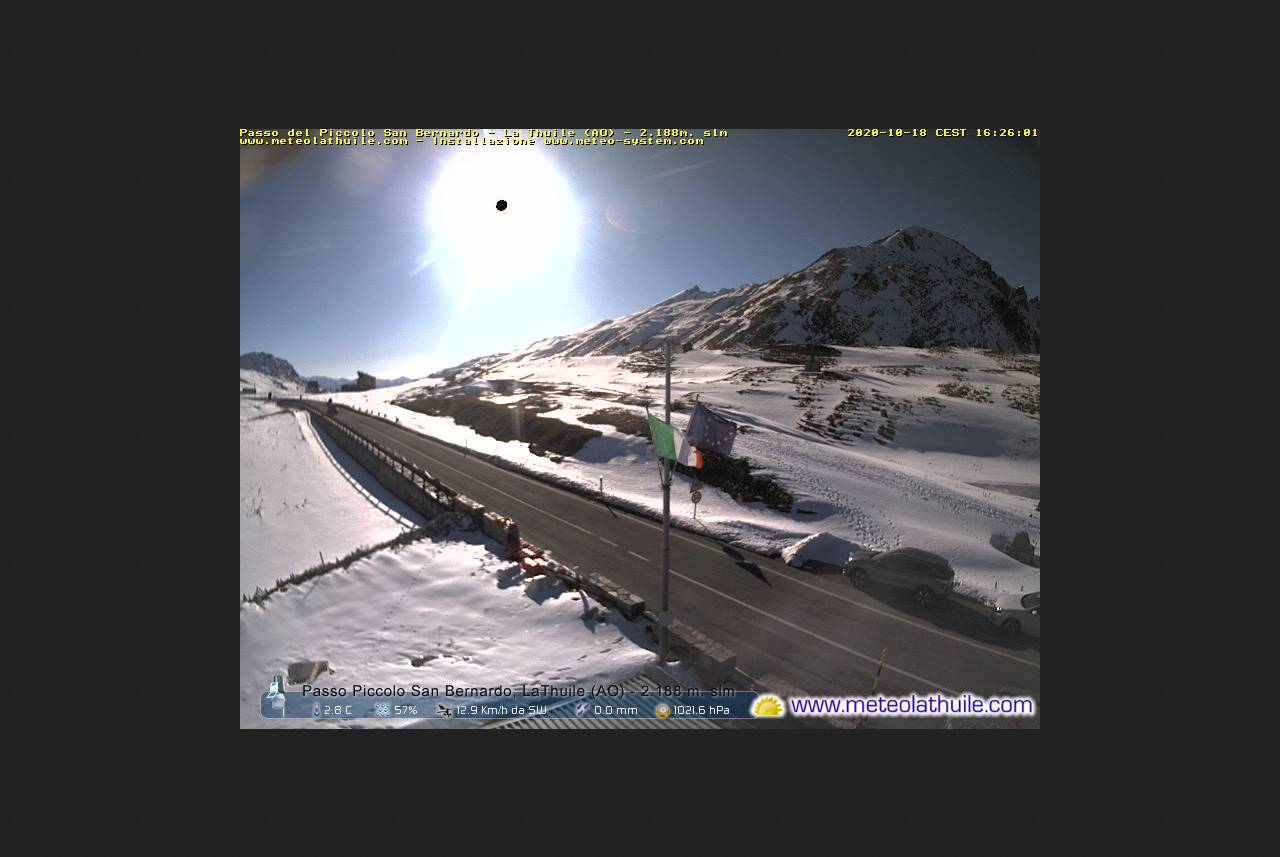 Passo del Piccolo San Bernardo - La Thuile (AO) - 2.188m. slm
2020-10-18 CEST 16:26:01
www.meteolathuile.com - Installazione www.meteo-system.com
Passo Piccolo San Bernardo, LaThuile (AO) - 2.188 m. slm
2.8 C 57% 12.9 Km/h da SW 0.0 mm 1021.6 hPa
www.meteolathuile.com